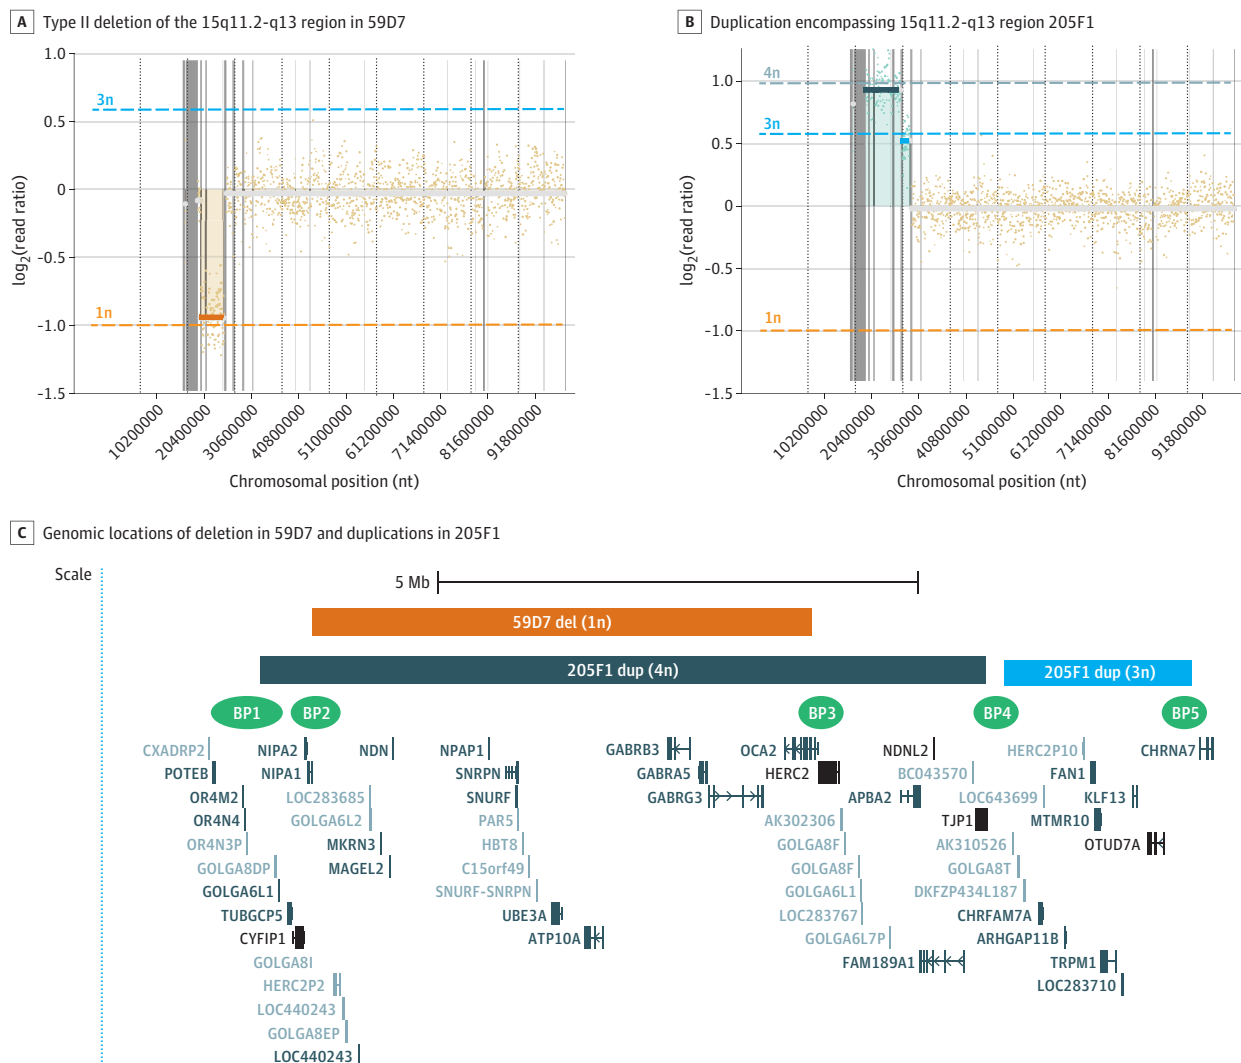 A Type II deletion of the 15q11.2-q13 region in 59D7
1.0
0.5
0
-0.5
-1.0
-1.5
log2(read ratio)
3n
1n
10200000
20400000
30600000
40800000
51000000
61200000
71400000
81600000
91800000
Chromosomal position (nt)
B Duplication encompassing 15q11.2-q13 region 205F1
1.0
0.5
0
-0.5
-1.0
-1.5
log2(read ratio)
4n
3n
1n
10200000
20400000
30600000
40800000
51000000
61200000
71400000
81600000
91800000
Chromosomal position (nt)
C Genomic locations of deletion in 59D7 and duplications in 205F1
Scale
5 Mb
59D7 del (1n)
205F1 dup (4n) 205F1 dup (3n)
BP1 BP2 BP3 BP4 BP5
CXADRP2 NIPA2 NDN NPAP1 GABRB3 OCA2 NDNL2 HERC2P10 CHRNA7
POTEB NIPA1 SNRPN GABRA5 HERC2 BC043570 FAN1
OR4M2 LOC283685 SNURF GABRG3 APBA2 LOC643699 KLF13
OR4N4 GOLGA6L2 PAR5 AK302306 TJP1 MTMR10
OR4N3P MKRN3 HBT8 GOLGA8F AK310526 OTUD7A
GOLGA8DP MAGEL2 C15orf49 GOLGA8F GOLGA8T
GOLGA6L1 SNURF-SNRPN GOLGA6L1 DKFZP434L187
TUBGCP5 UBE3A LOC283767 CHRFAM7A
CYFIP1 ATP10A GOLGA6L7P ARHGAP11B
GOLGA8I FAM189A1 TRPM1
HERC2P2 LOC283710
LOC440243
GOLGA8EP
LOC440243